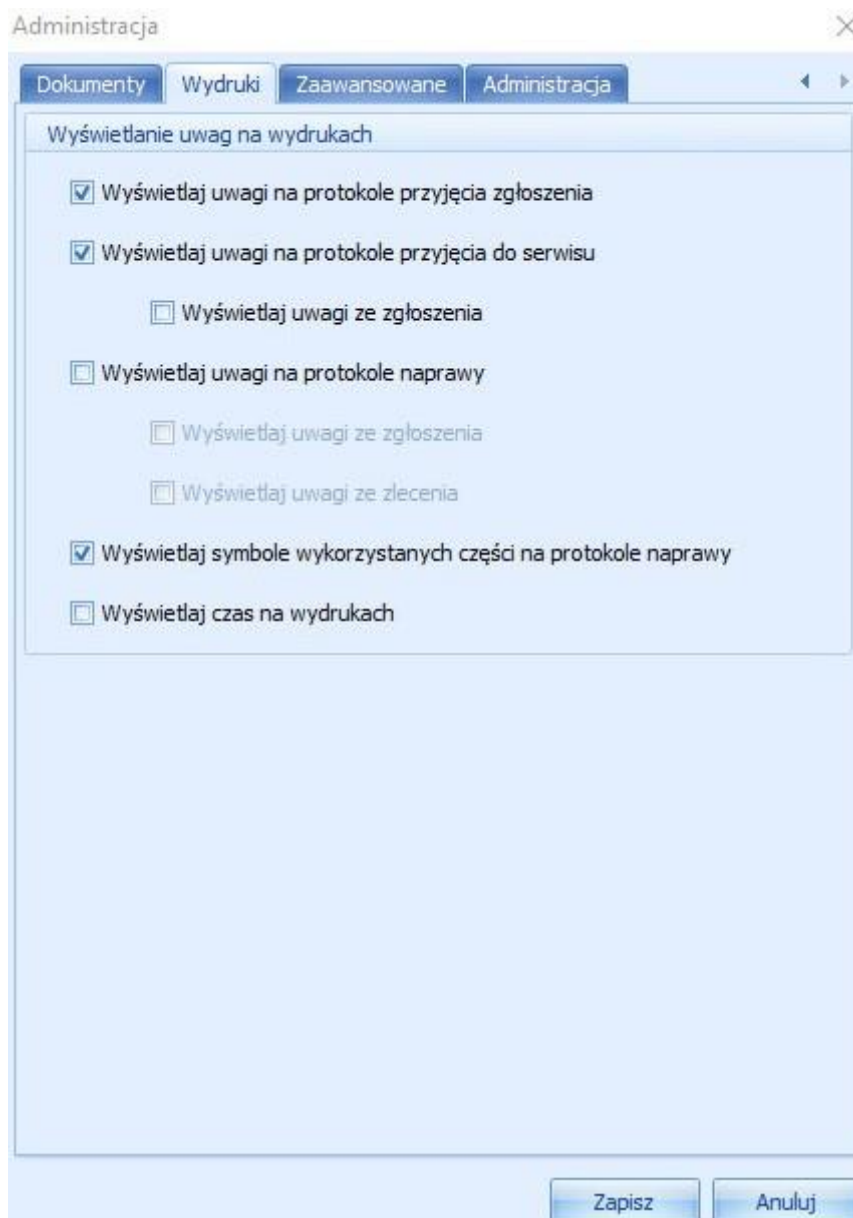 Administracja
Dokumenty Wydruki Zaawansowane Administracja
Wyświetlanie uwag na wydrukach
Wyświetlaj uwagi na protokole przyjęcia zgłoszenia
Wyświetlaj uwagi na protokole przyjęcia do serwisu
Wyświetlaj uwagi ze zgłoszenia
Wyświetlaj uwagi na protokole naprawy
Wyświetlaj uwagi ze zgłoszenia
Wyświetlaj uwagi ze zlecenia
Wyświetlaj symbole wykorzystanych części na protokole naprawy
Wyświetlaj czas na wydrukach
Zapisz Anuluj